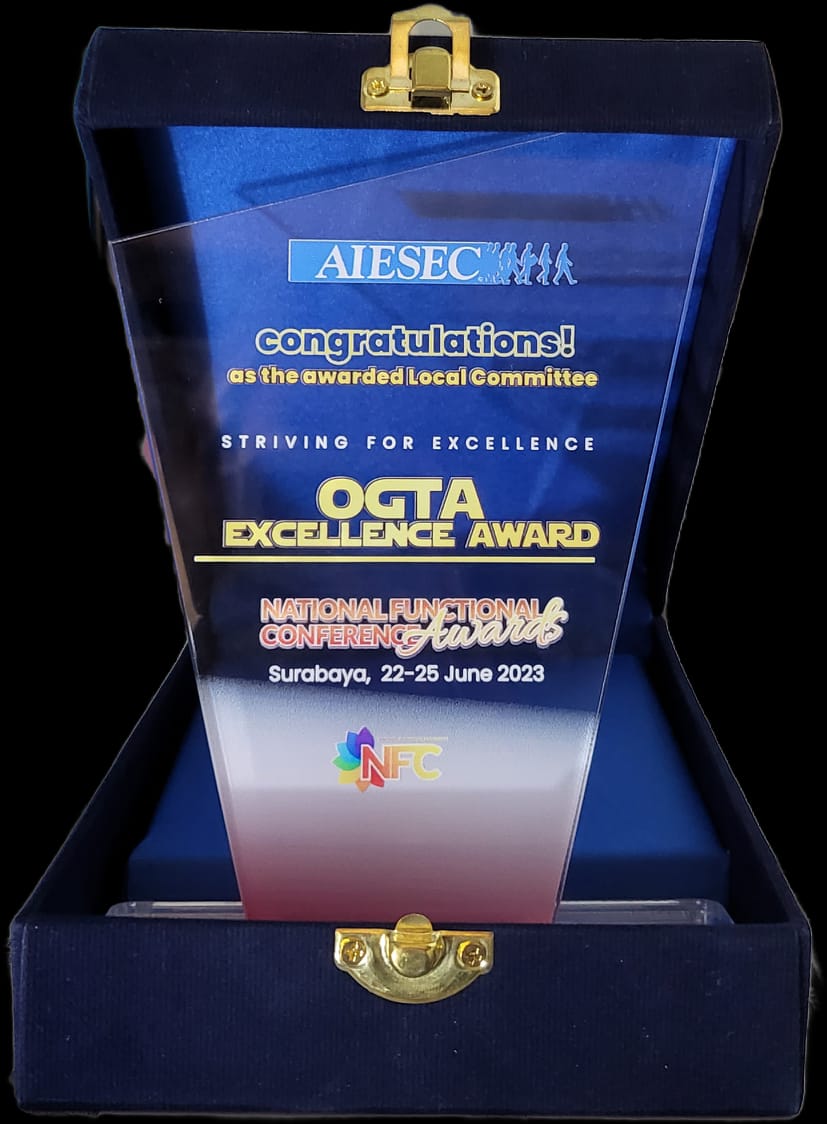 AIESEC
congratulations!
as the awarded Local Committee
STRIVING FOR EXCELLENCE
OGTA
EXCELLENCE AWARD
NATIONAL FUNCTIONAL
CONFERENCE Awards
Surabaya, 22-25 June 2023
NFC